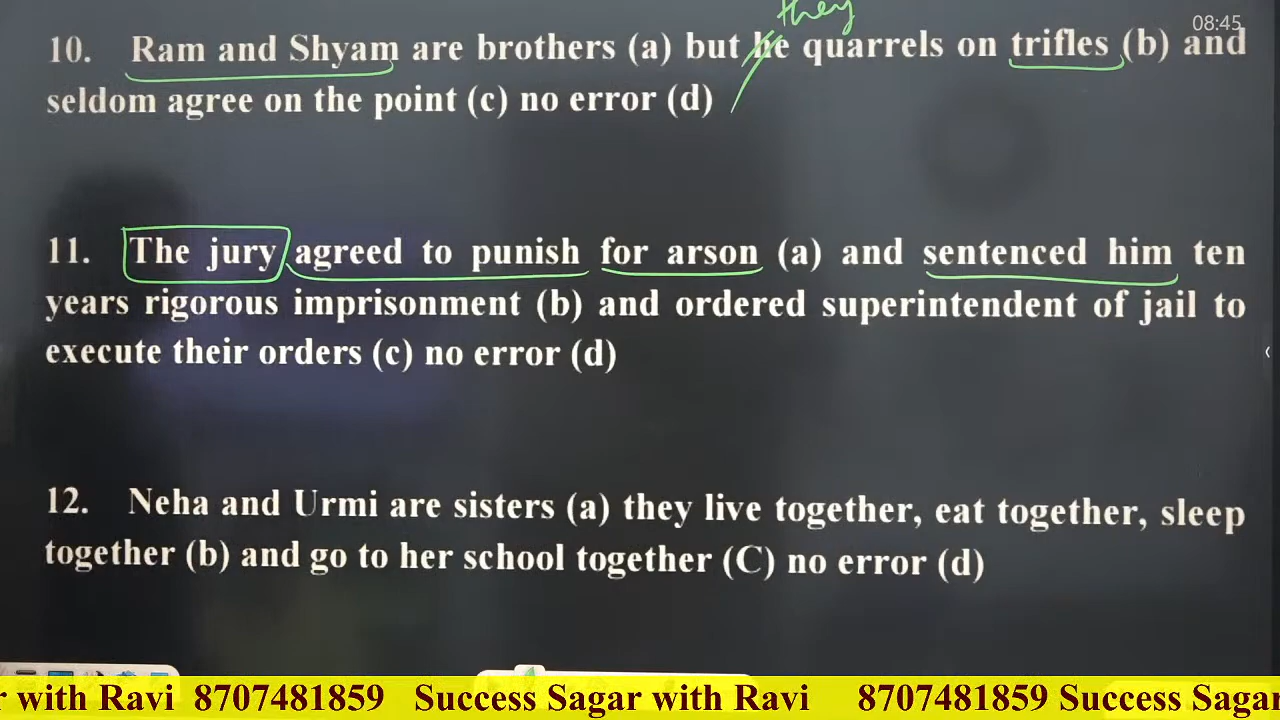 they
08:45
10. Ram and Shyam are brothers (a) but he quarrels on trifles (b) and
seldom agree on the point (c) no error (d)
11. The jury agreed to punish for arson (a) and sentenced him ten
years rigorous imprisonment (b) and ordered superintendent of jail to
execute their orders (c) no error (d)
12. Neha and Urmi are sisters (a) they live together, eat together, sleep
together (b) and go to her school together (C) no error (d)
r with Ravi 8707481859 Success Sagar with Ravi 8707481859 Success Sagar